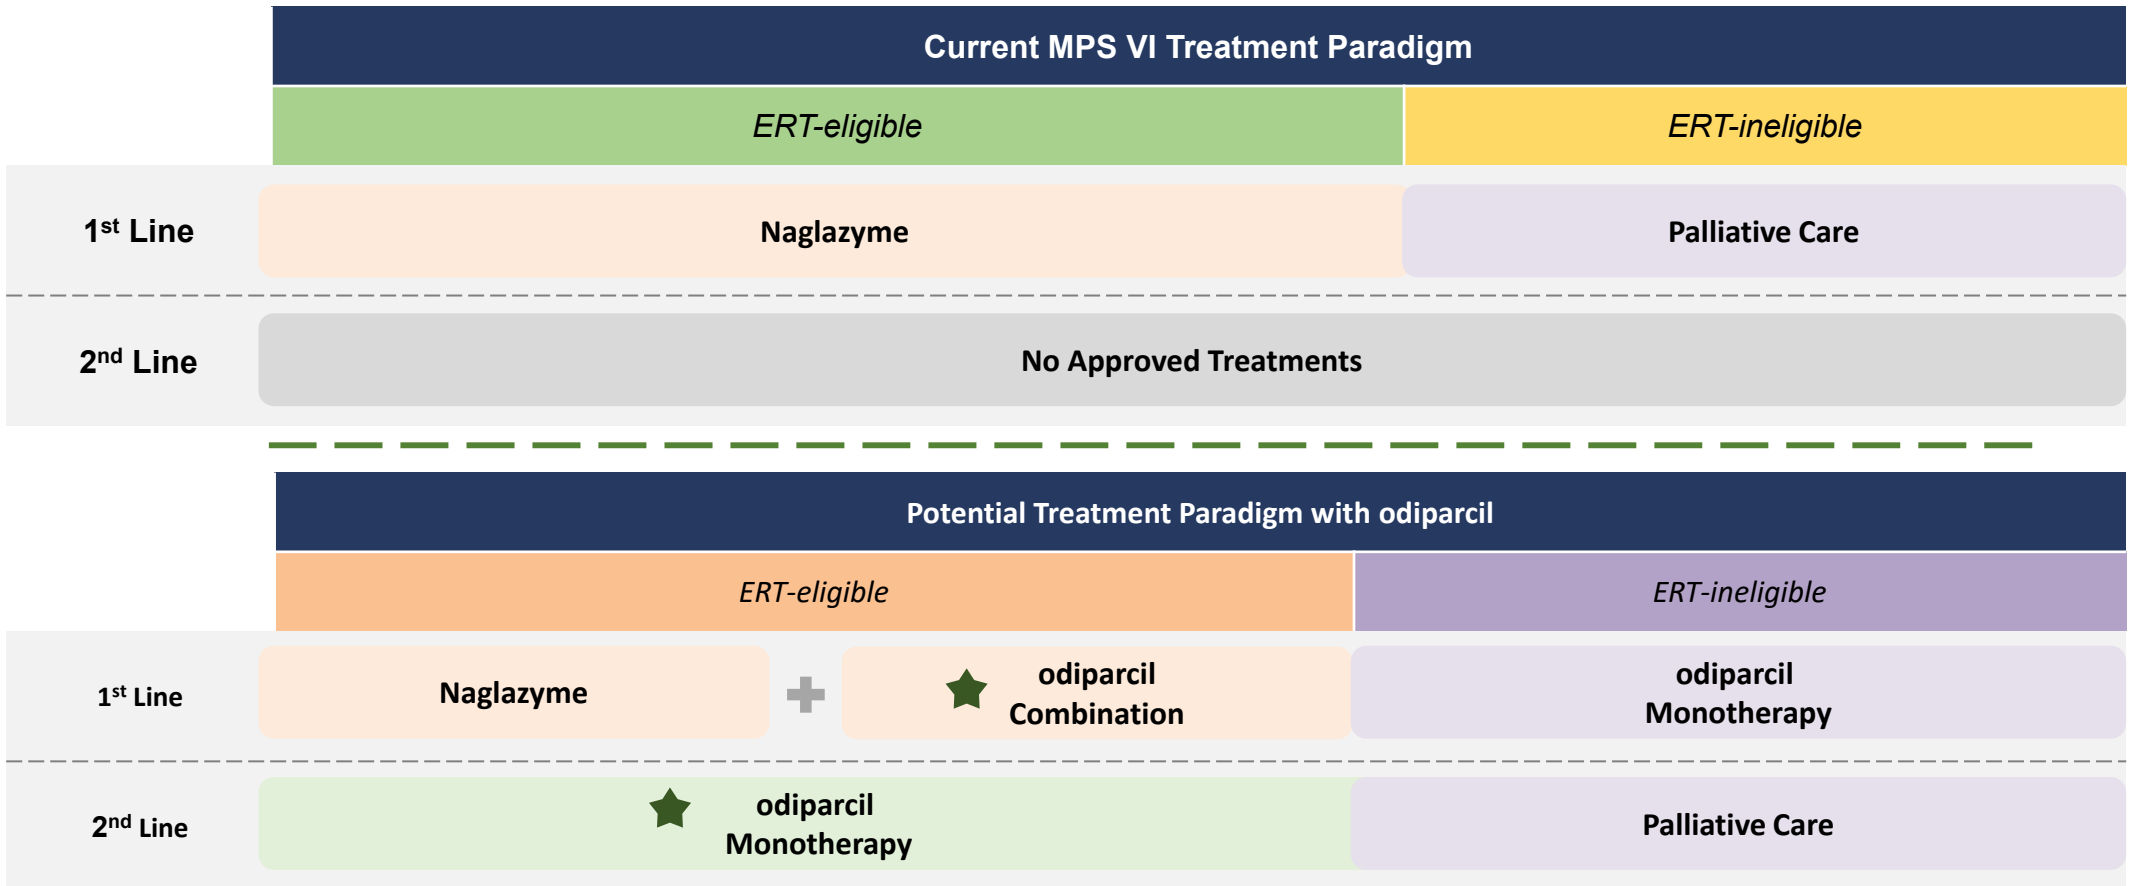 Current MPS VI Treatment Paradigm
ERT-eligible
ERT-ineligible
1st Line
Naglazyme
Palliative Care
2nd Line
No Approved Treatments
Potential Treatment Paradigm with odiparcil
ERT-eligible
ERT-ineligible
1st Line
Naglazyme
odiparcil
Combination
odiparcil
Monotherapy
2nd Line
odiparcil
Monotherapy
Palliative Care